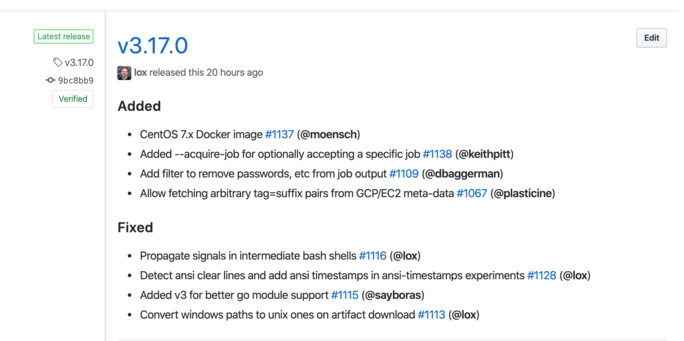 Latest release
v3.17.0
9bc8bb9
Verified
v3.17.0
Edit
lox released this 20 hours ago
Added
• CentOS 7.x Docker image #1137 (@moensch)
• Added --acquire-job for optionally accepting a specific job #1138 (@keithpitt)
• Add filter to remove passwords, etc from job output #1109 (@dbaggerman)
• Allow fetching arbitrary tag=suffix pairs from GCP/EC2 meta-data #1067 (@plasticine)
Fixed
• Propagate signals in intermediate bash shells #1116 (@lox)
• Detect ansi clear lines and add ansi timestamps in ansi-timestamps experiments #1128 (@lox)
• Added v3 for better go module support #1115 (@sayboras)
• Convert windows paths to unix ones on artifact download #1113 (@lox)